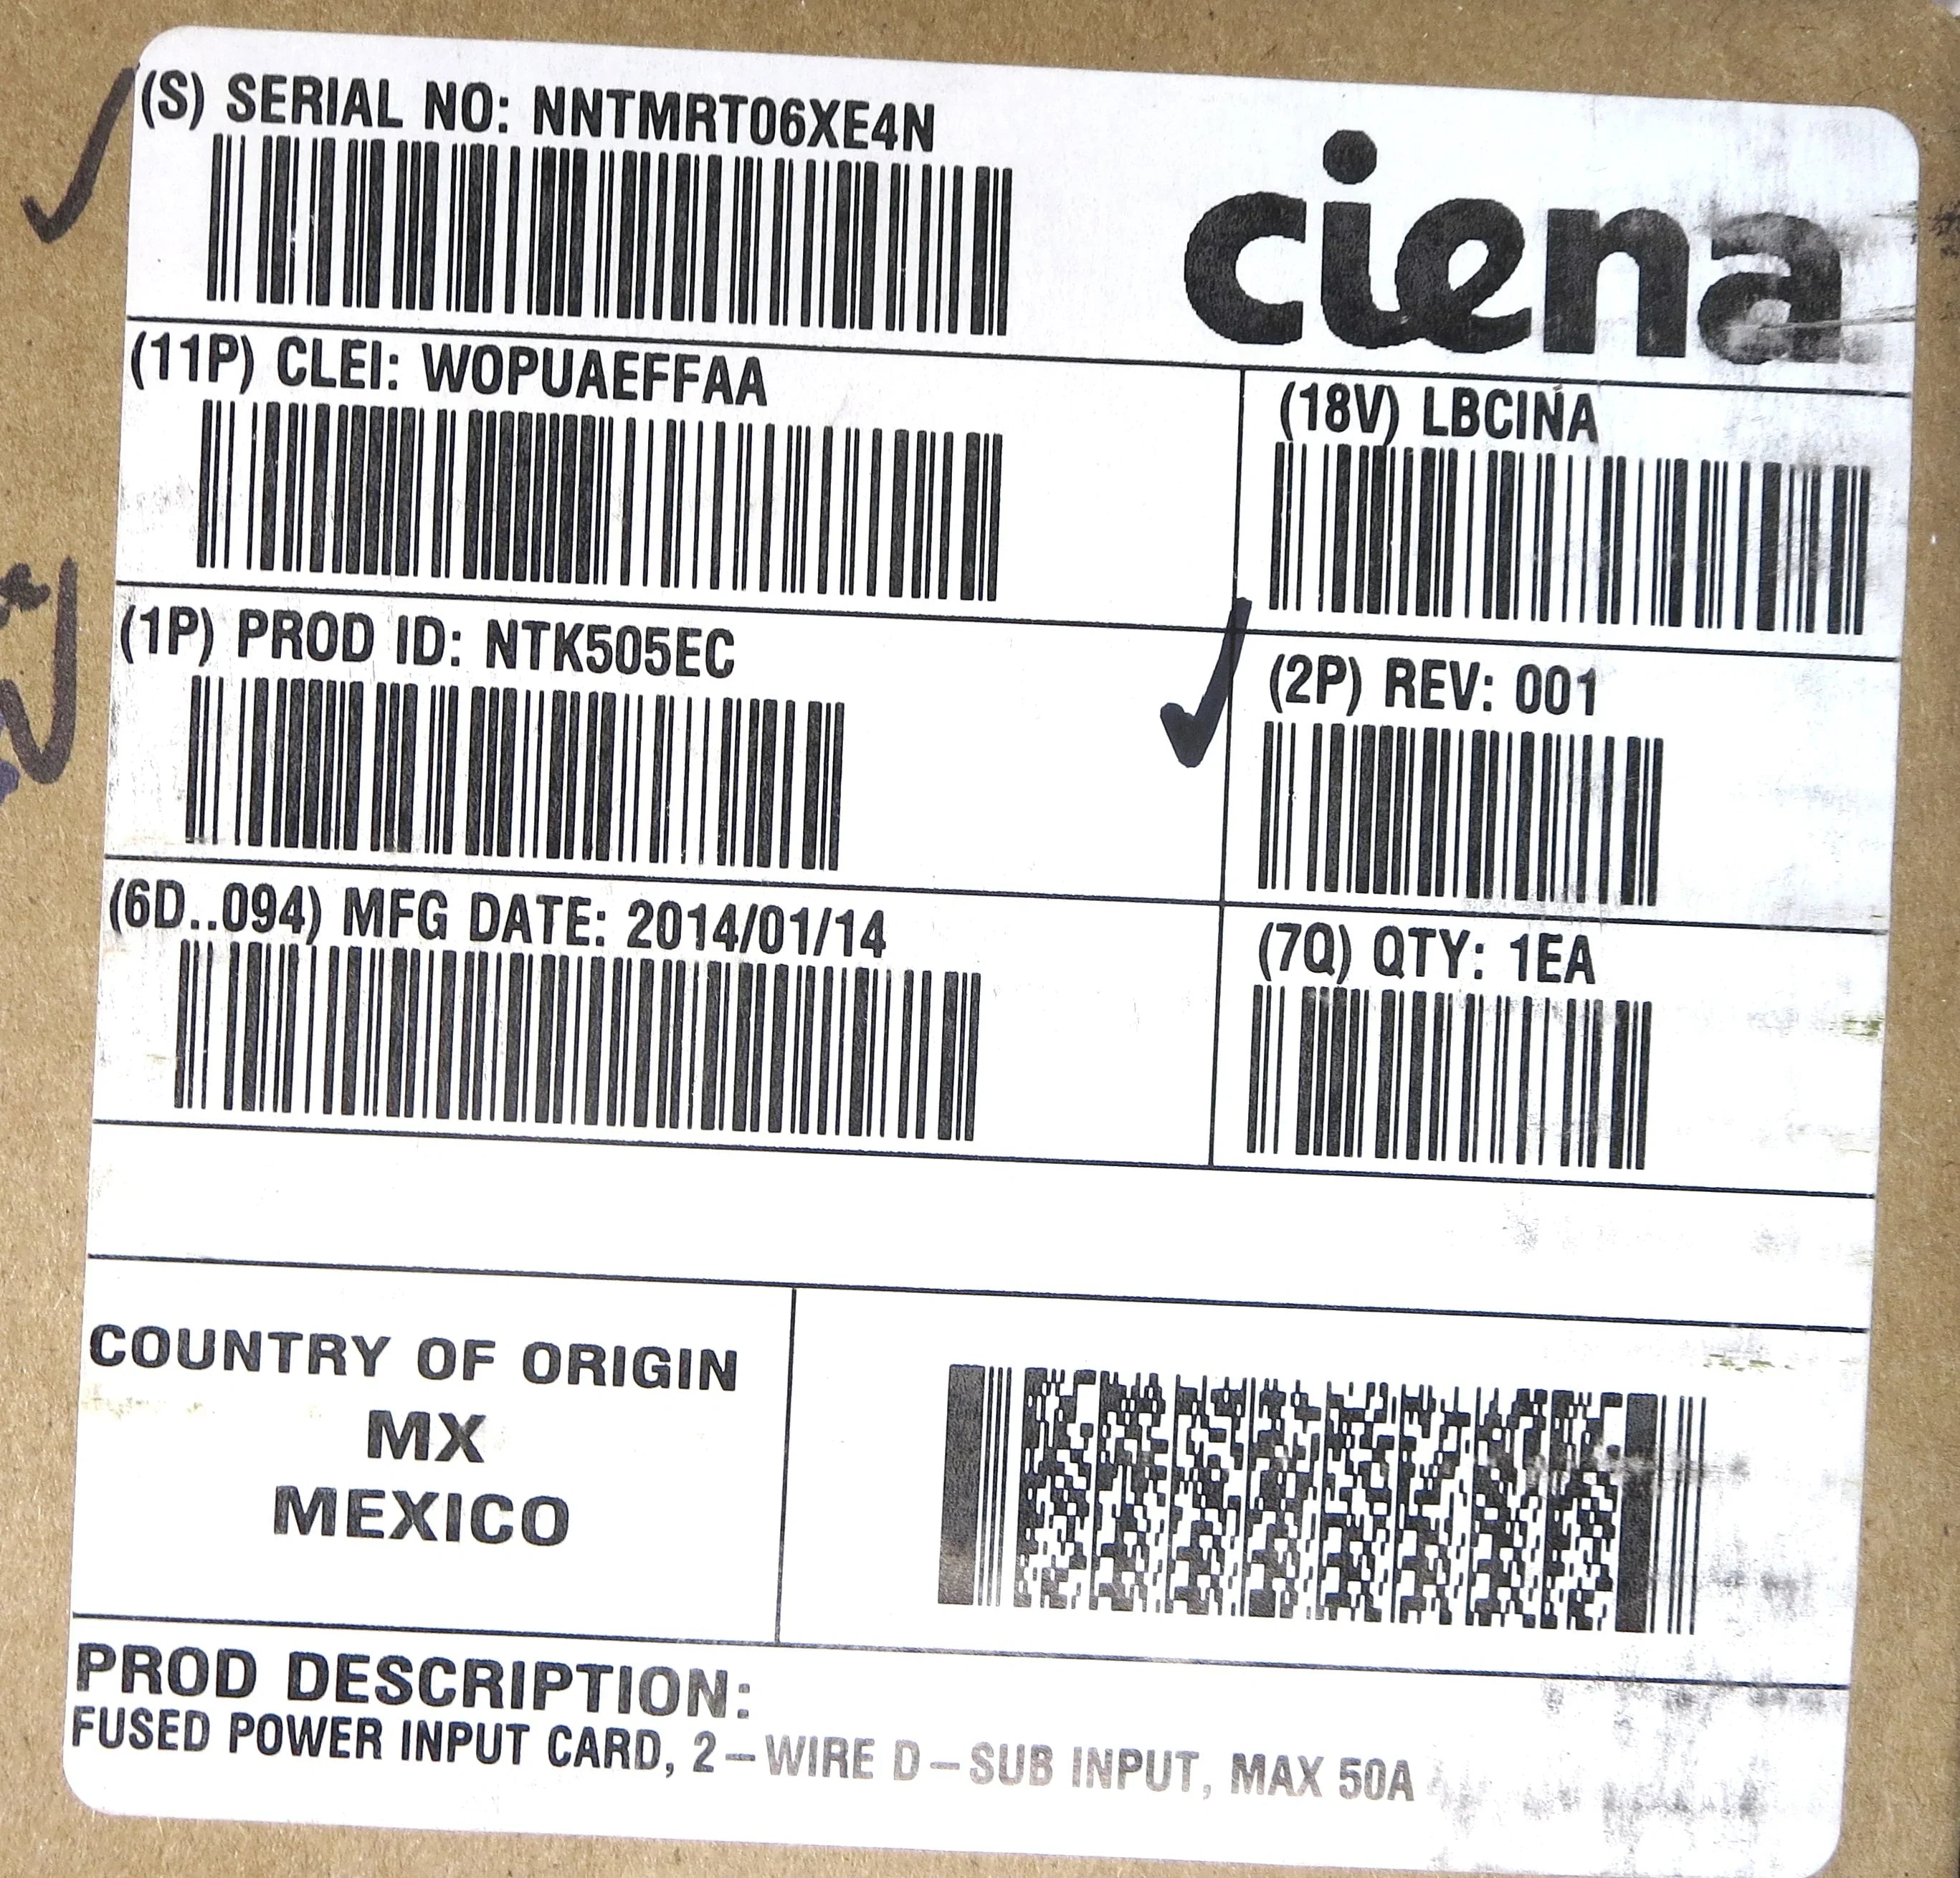 (S) SERIAL NO: NNTMRT06XE4N
ciena
(11P) CLEI: WOPUAEFFAA
(18V) LBCINA
(1P) PROD ID: NTK505EC
(2P) REV: 001
(6D..094) MFG DATE: 2014/01/14
(7Q) QTY: 1EA
COUNTRY OF ORIGIN
MX
MEXICO
PROD DESCRIPTION:
FUSED POWER INPUT CARD, 2-WIRE D-SUB INPUT, MAX 50A